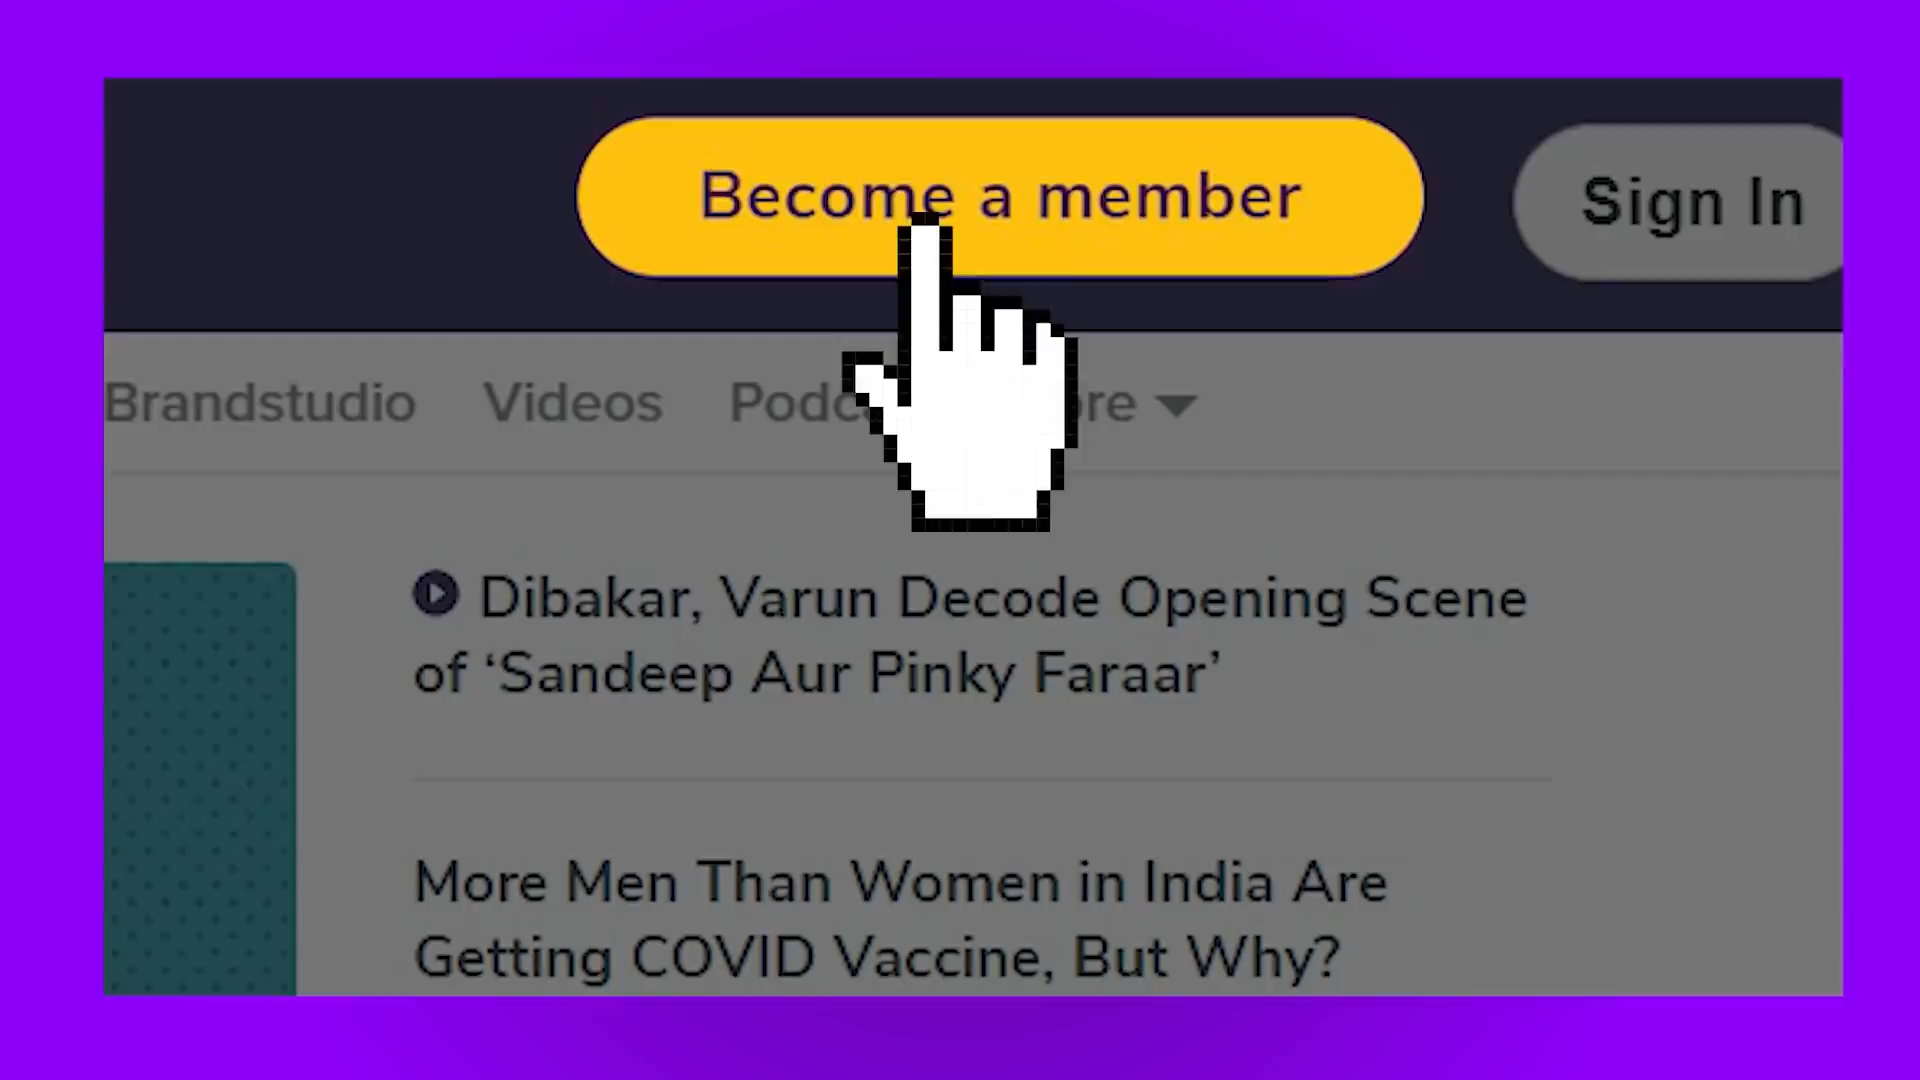 Become a member
Sign In
Brandstudio Videos
Dibakar, Varun Decode Opening Scene
of ‘Sandeep Aur Pinky Faraar’
More Men Than Women in India Are
Getting COVID Vaccine, But Why?